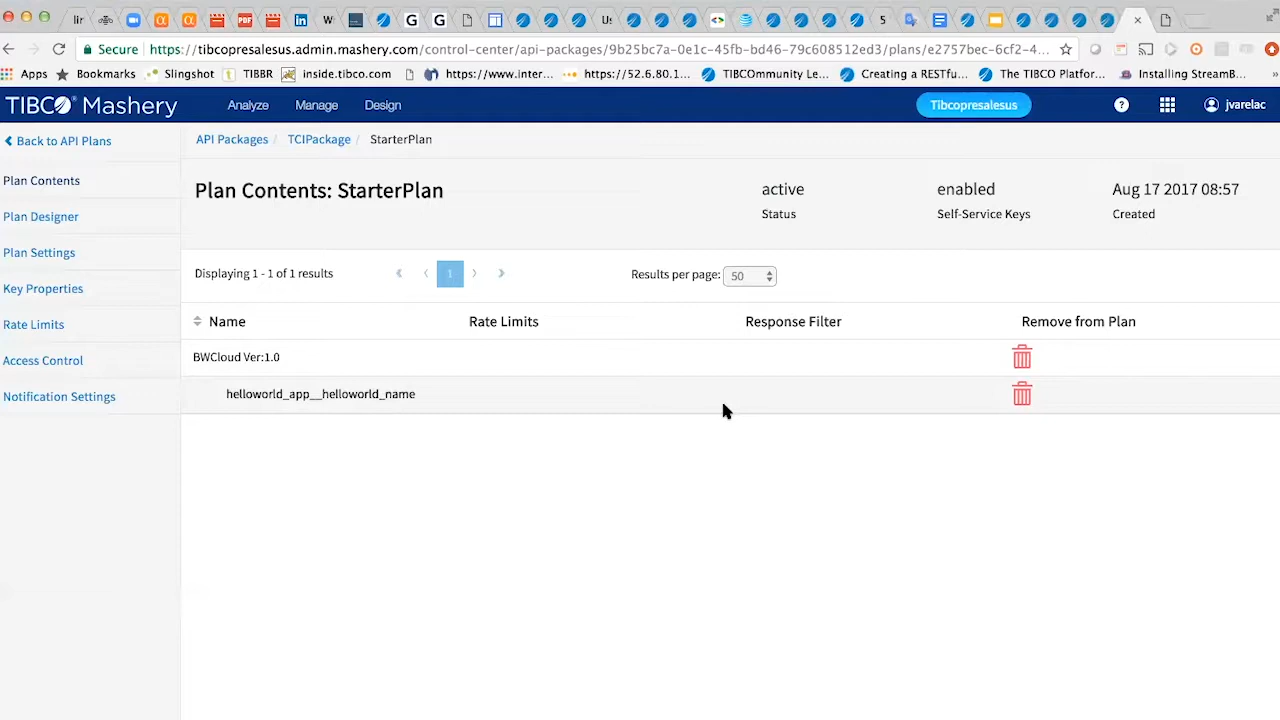 lir
W
PDF
G
G
U:
5
Secure
https://tibcopresalesus.admin.mashery.com/control-center/api-packages/9b25bc7a-0e1c-45fb-bd46-79c608512ed3/plans/e2757bec-6cf2-4...
Apps
Bookmarks
Slingshot
TIBBR
inside.tibco.com
https://www.inter...
https://52.6.80.1...
TIBCOmmunity Le...
Creating a RESTfu...
The TIBCO Platfor...
Installing StreamB...
»
TIBCO® Mashery
Analyze
Manage
Design
Tibcopresalesus
?
jvarelac
Back to API Plans
API Packages / TCIPackage / StarterPlan
Plan Contents
Plan Designer
Plan Settings
Key Properties
Rate Limits
Access Control
Notification Settings
Plan Contents: StarterPlan
active
Status
enabled
Self-Service Keys
Aug 17 2017 08:57
Created
Displaying 1 - 1 of 1 results
« ‹ 1 › »
Results per page: 50
Name
Rate Limits
Response Filter
Remove from Plan
BWCloud Ver:1.0
helloworld_app__helloworld_name